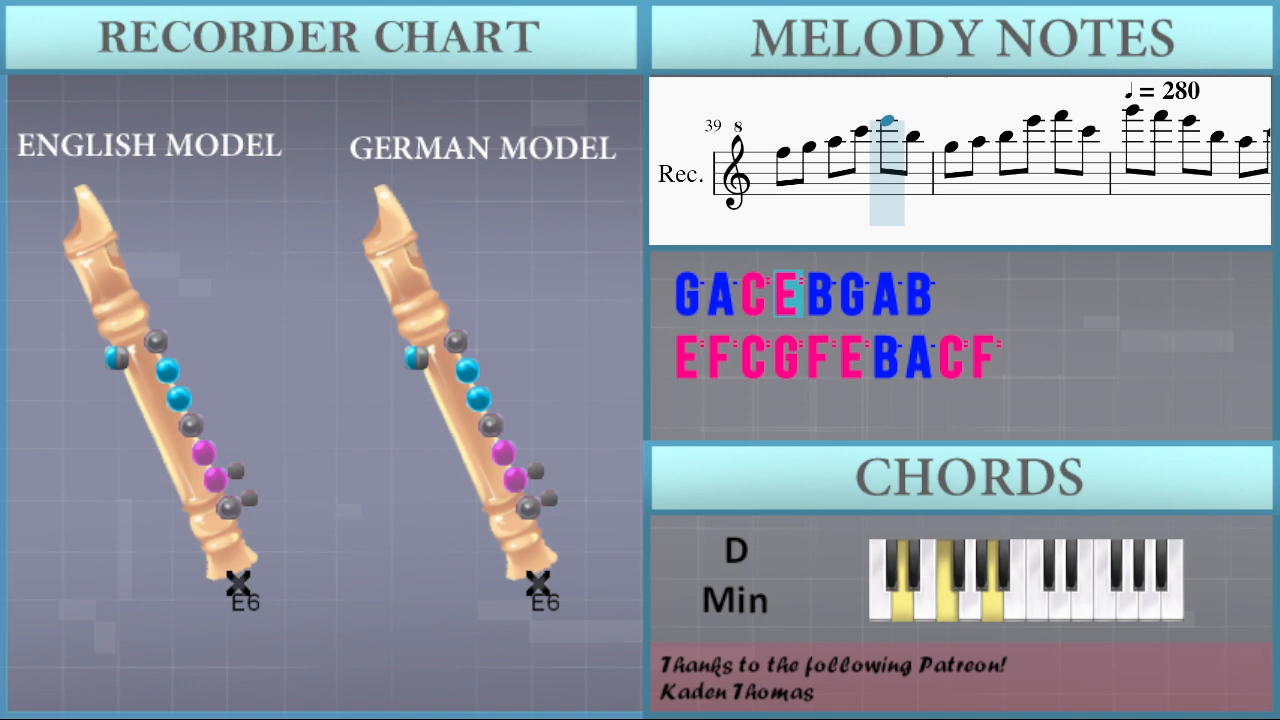 RECORDER CHART
MELODY NOTES
ENGLISH MODEL
GERMAN MODEL
♩ = 280
39
8
Rec.
GACEBGAB
EFCGFEBACF
CHORDS
D
Min
E6
E6
Thanks to the following Patreon!
Kaden Thomas